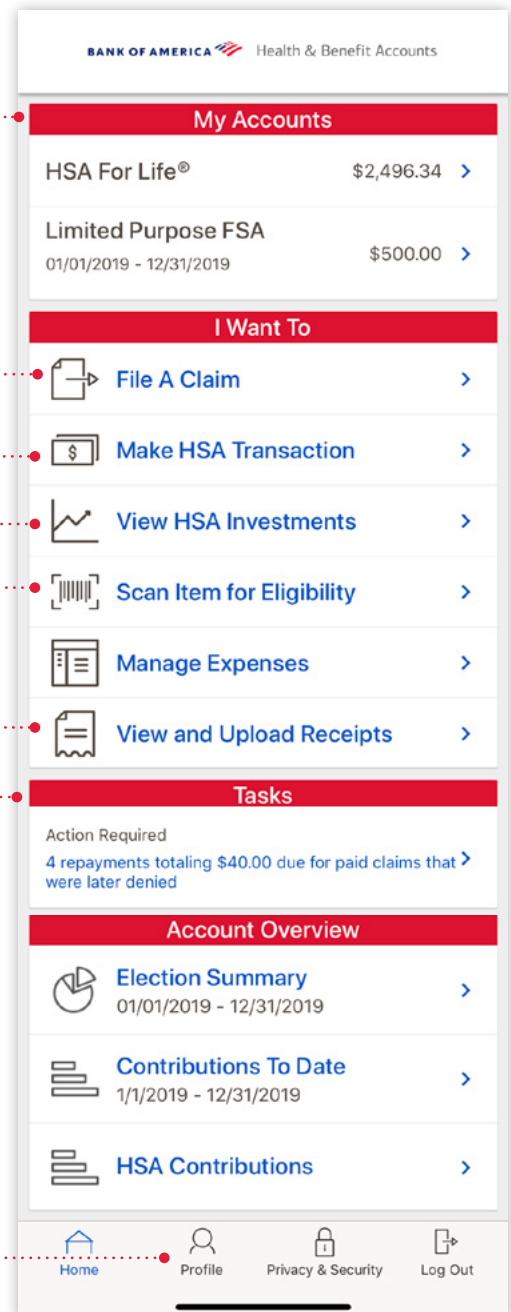 BANK OF AMERICA Health & Benefit Accounts
My Accounts
HSA For Life® $2,496.34
Limited Purpose FSA
01/01/2019 - 12/31/2019 $500.00
I Want To
File A Claim
$ Make HSA Transaction
View HSA Investments
Scan Item for Eligibility
Manage Expenses
View and Upload Receipts
Tasks
Action Required
4 repayments totaling $40.00 due for paid claims that
were later denied
Account Overview
Election Summary
01/01/2019 - 12/31/2019
Contributions To Date
1/1/2019 - 12/31/2019
HSA Contributions
Home Profile Privacy & Security Log Out